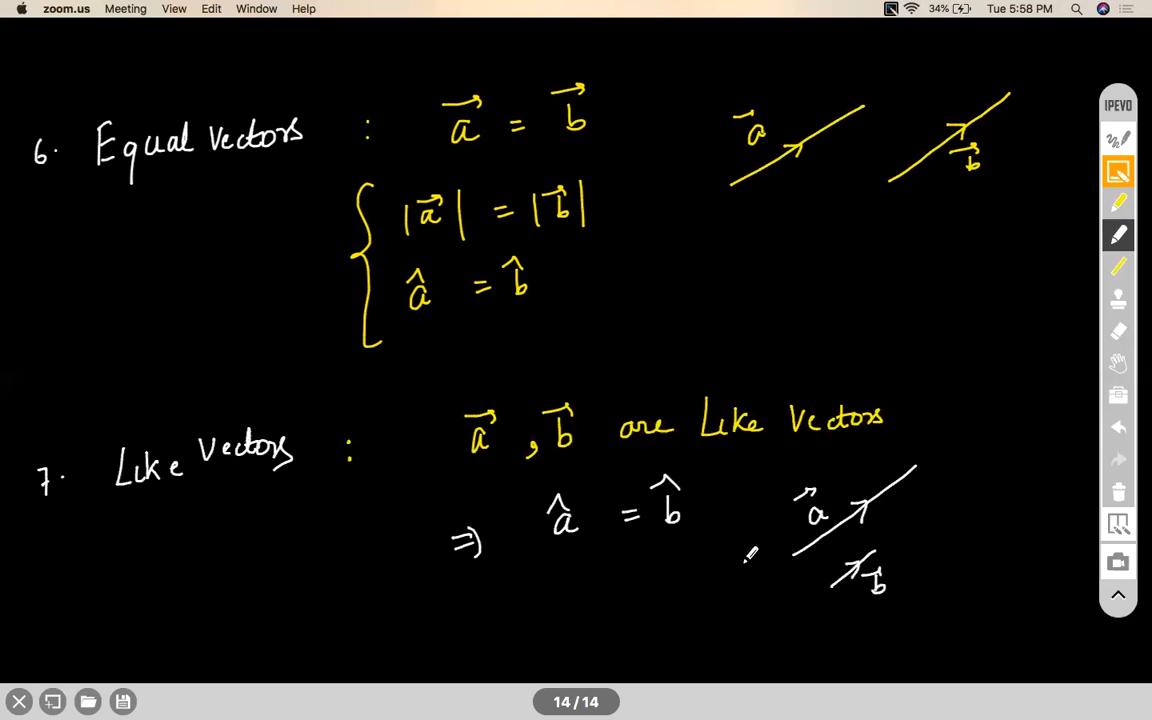 zoom.us Meeting View Edit Window Help 34% Tue 5:58 PM
IPEVO
6. Equal vectors : a⃗ = b⃗
a⃗ b⃗
|a⃗| = |b⃗|
â = b̂
7. Like Vectors : a⃗ , b⃗ are Like Vectors
⇒ â = b̂
a⃗
b⃗
14 / 14